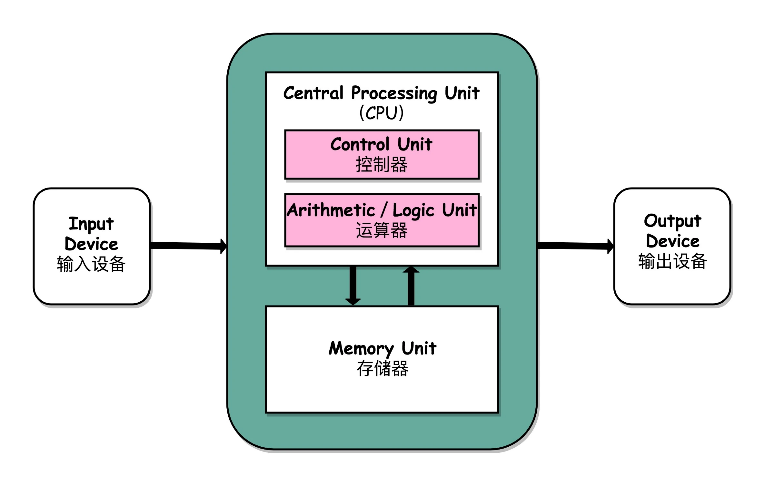 Central Processing Unit
(CPU)
Control Unit
控制器
Arithmetic / Logic Unit
运算器
Input
Device
输入设备
Output
Device
输出设备
Memory Unit
存储器